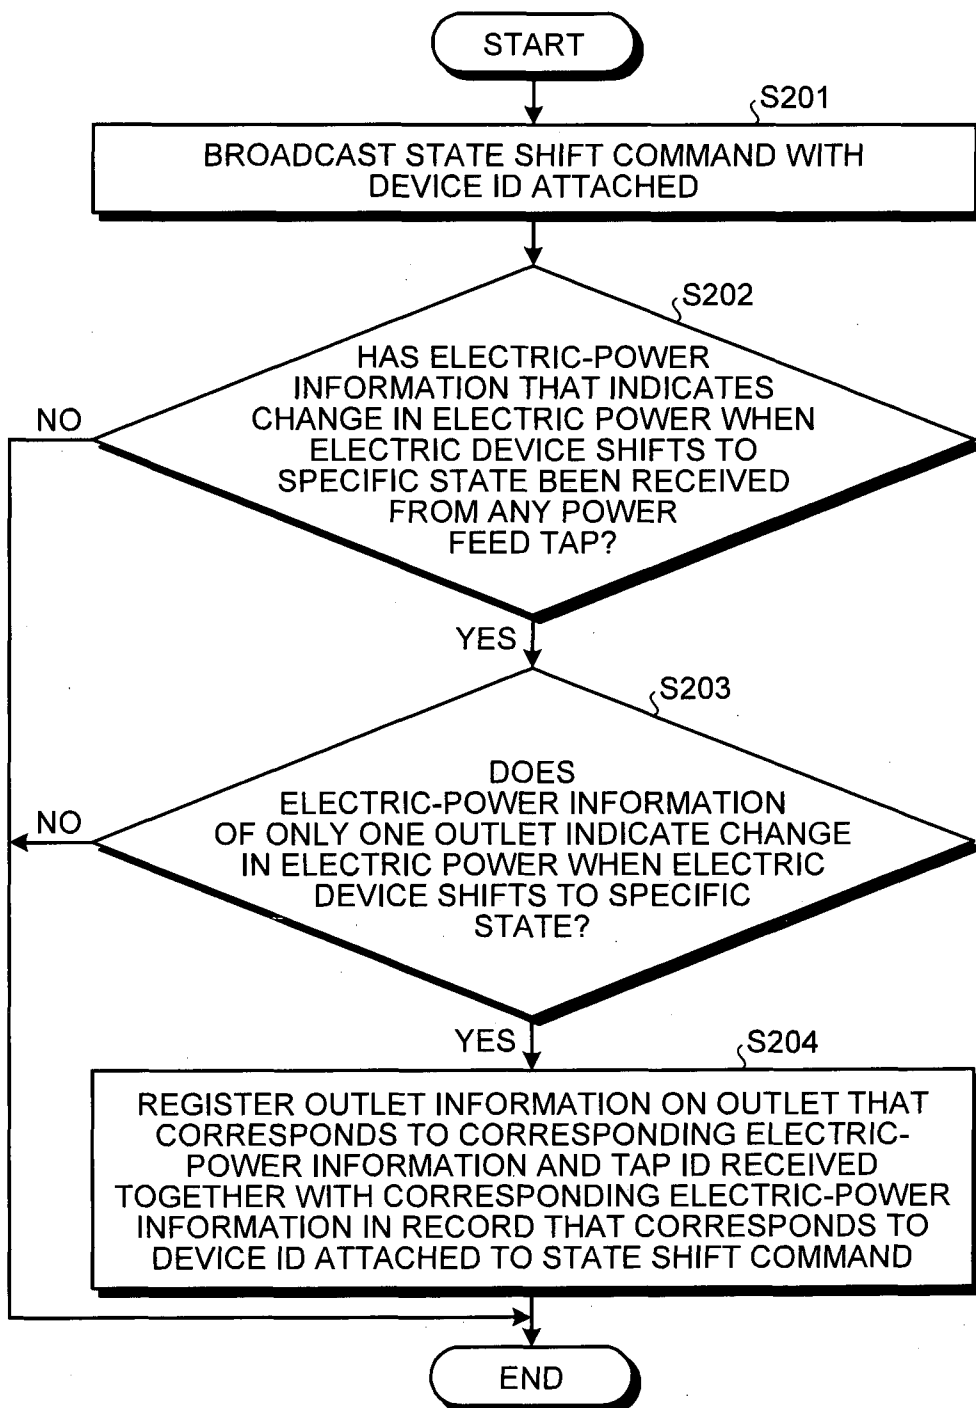 START
S201
BROADCAST STATE SHIFT COMMAND WITH
DEVICE ID ATTACHED
S202
HAS ELECTRIC-POWER
INFORMATION THAT INDICATES
CHANGE IN ELECTRIC POWER WHEN
ELECTRIC DEVICE SHIFTS TO
SPECIFIC STATE BEEN RECEIVED
FROM ANY POWER
FEED TAP?
NO
YES
S203
DOES
ELECTRIC-POWER INFORMATION
OF ONLY ONE OUTLET INDICATE CHANGE
IN ELECTRIC POWER WHEN ELECTRIC
DEVICE SHIFTS TO SPECIFIC
STATE?
NO
YES
S204
REGISTER OUTLET INFORMATION ON OUTLET THAT
CORRESPONDS TO CORRESPONDING ELECTRIC-
POWER INFORMATION AND TAP ID RECEIVED
TOGETHER WITH CORRESPONDING ELECTRIC-POWER
INFORMATION IN RECORD THAT CORRESPONDS TO
DEVICE ID ATTACHED TO STATE SHIFT COMMAND
END